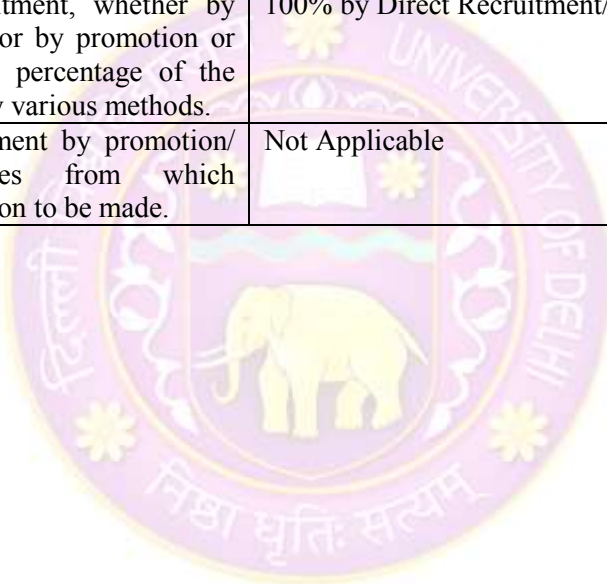 itment, whether by
or by promotion or
percentage of the
various methods.
100% by Direct Recruitment/
ment by promotion/
es from which
on to be made.
Not Applicable
UNIVERSITY OF DELHI
दिल्ली
निष्ठा धृतिः सत्यम्